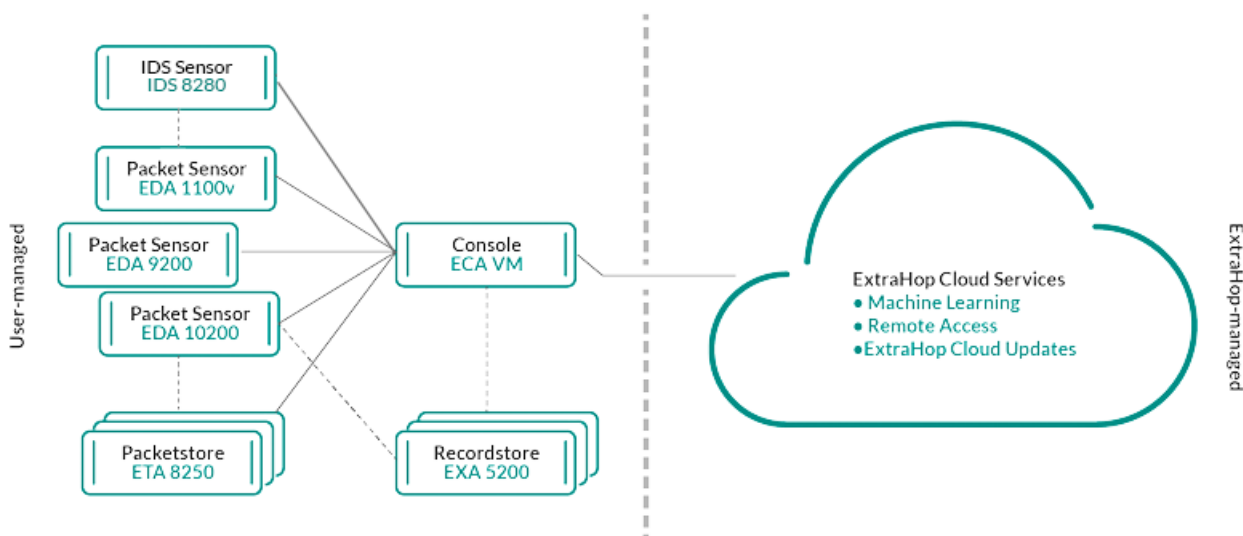 User-managed
IDS Sensor
IDS 8280
Packet Sensor
EDA 1100v
Packet Sensor
EDA 9200
Packet Sensor
EDA 10200
Packetstore
ETA 8250
Console
ECA VM
Recordstore
EXA 5200
ExtraHop Cloud Services
● Machine Learning
● Remote Access
●ExtraHop Cloud Updates
ExtraHop-managed